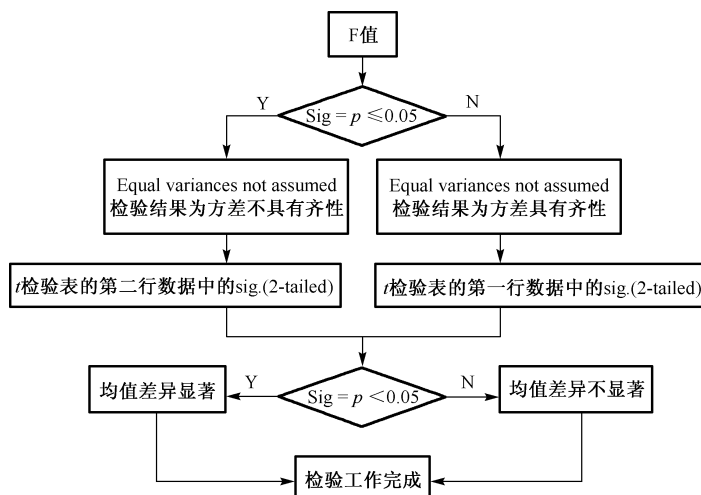 F值
Y
Sig = p ≤0.05
N
Equal variances not assumed
检验结果为方差不具有齐性
Equal variances not assumed
检验结果为方差具有齐性
t检验表的第二行数据中的sig.(2-tailed)
t检验表的第一行数据中的sig.(2-tailed)
均值差异显著
Y
Sig = p <0.05
N
均值差异不显著
检验工作完成